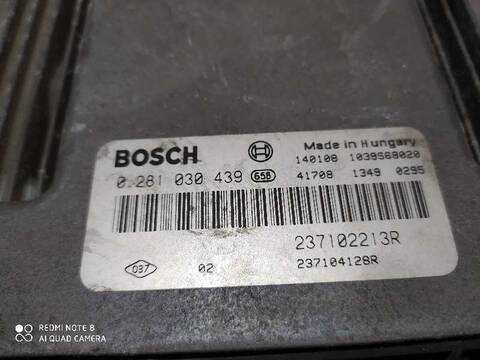 BOSCH
Made in Hungary
140108 1039S68020
0 281 030 439 658
41708 1349 0295
237102213R
037 02 237104128R
REDMI NOTE 8
AI QUAD CAMERA